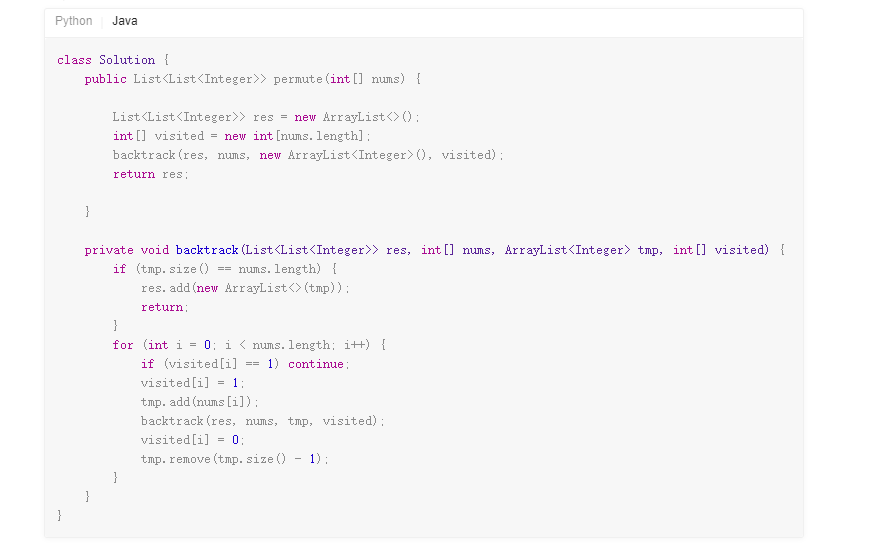 Python | Java
class Solution {
    public List<List<Integer>> permute(int[] nums) {
        List<List<Integer>> res = new ArrayList<>();
        int[] visited = new int[nums.length];
        backtrack(res, nums, new ArrayList<Integer>(), visited);
        return res;
    }
    private void backtrack(List<List<Integer>> res, int[] nums, ArrayList<Integer> tmp, int[] visited) {
        if (tmp.size() == nums.length) {
            res.add(new ArrayList<>(tmp));
            return;
        }
        for (int i = 0; i < nums.length; i++) {
            if (visited[i] == 1) continue;
            visited[i] = 1;
            tmp.add(nums[i]);
            backtrack(res, nums, tmp, visited);
            visited[i] = 0;
            tmp.remove(tmp.size() - 1);
        }
    }
}